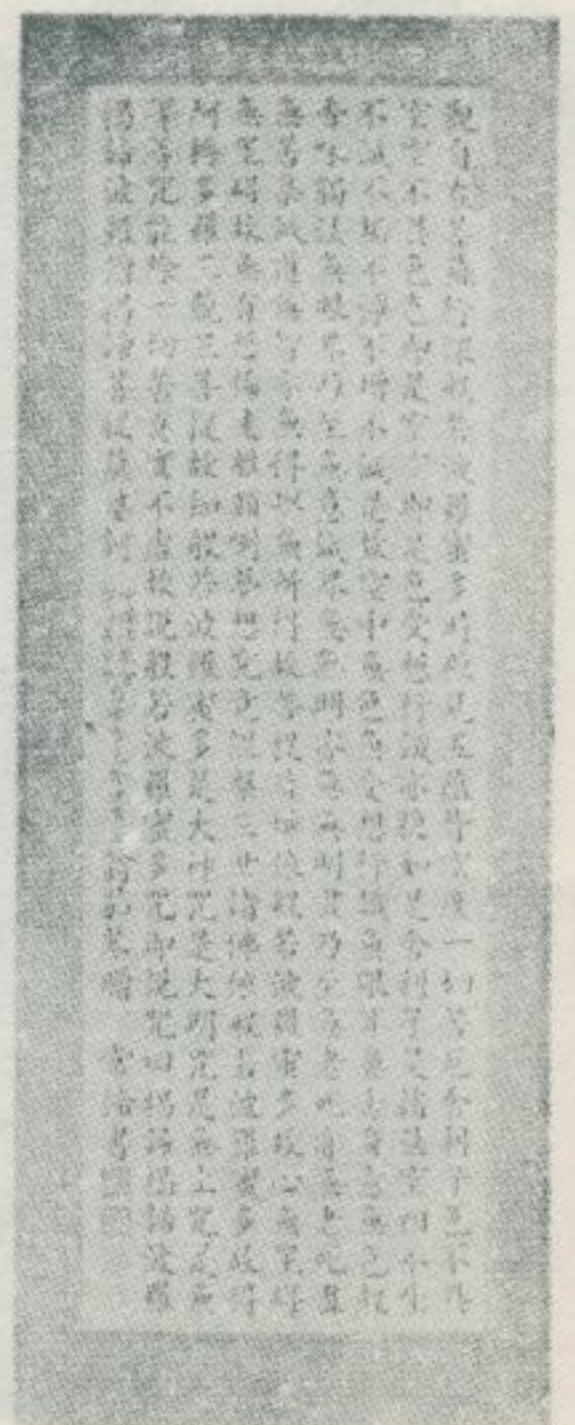 觀自在菩薩行深般若波羅蜜多時照見五蘊皆空度一切苦厄舍利子色不異
空空不異色色即是空空即是色受想行識亦復如是舍利子是諸法空相不生
不滅不垢不淨不增不減是故空中無色無受想行識無眼耳鼻舌身意無色聲
香味觸法無眼界乃至無意識界無無明亦無無明盡乃至無老死亦無老死盡
無苦集滅道無智亦無得以無所得故菩提薩埵依般若波羅蜜多故心無罣礙
無罣礙故無有恐怖遠離顛倒夢想究竟涅槃三世諸佛依般若波羅蜜多故得
阿耨多羅三藐三菩提故知般若波羅蜜多是大神咒是大明咒是無上咒是無
等等咒能除一切苦真實不虛故說般若波羅蜜多咒即說咒曰揭諦揭諦波羅
揭諦波羅僧揭諦菩提薩婆訶